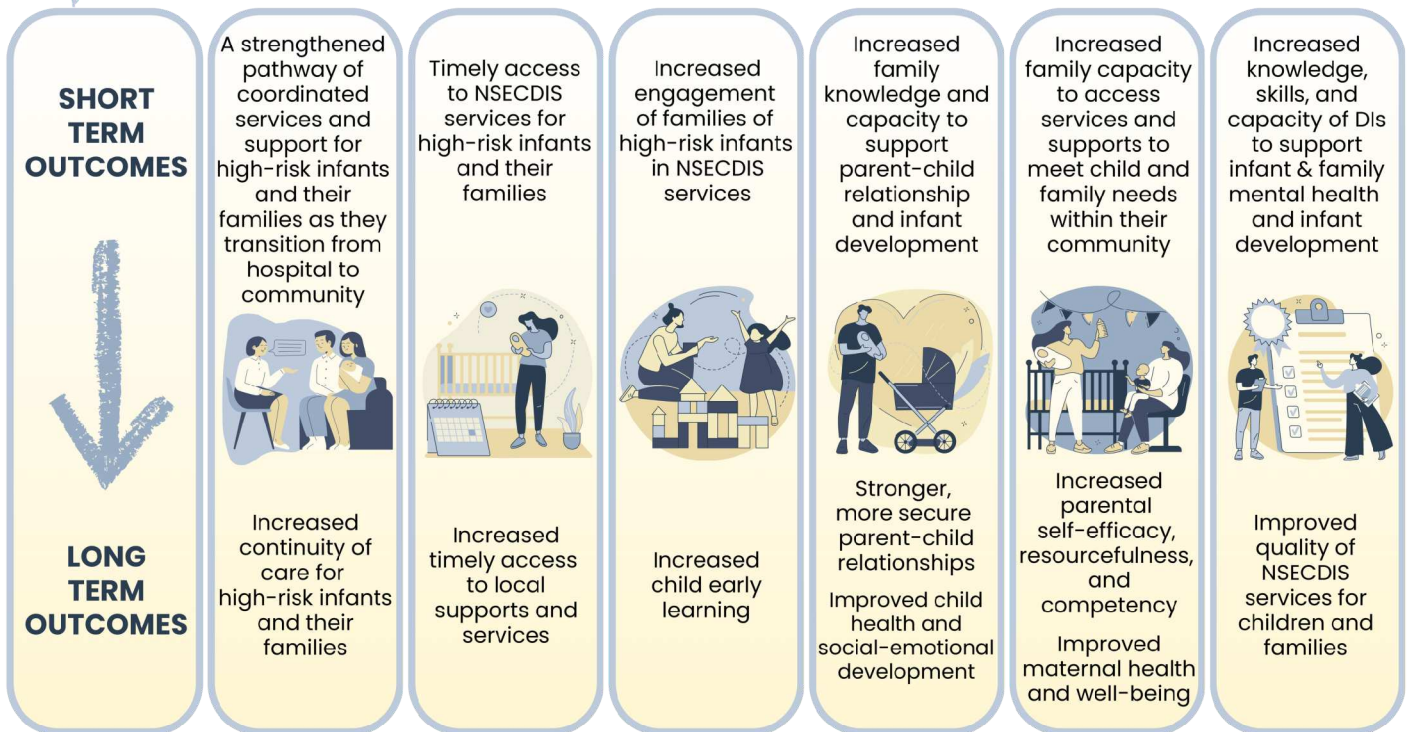 SHORT
TERM
OUTCOMES
LONG
TERM
OUTCOMES
A strengthened
pathway of
coordinated
services and
support for
high-risk infants
and their
families as they
transition from
hospital to
community
Increased
continuity of
care for
high-risk infants
and their
families
Timely access
to NSECDIS
services for
high-risk infants
and their
families
Increased
timely access
to local
supports and
services
Increased
engagement
of families of
high-risk infants
in NSECDIS
services
Increased
child early
learning
Increased
family
knowledge and
capacity to
support
parent-child
relationship
and infant
development
Stronger,
more secure
parent-child
relationships
Improved child
health and
social-emotional
development
Increased
family capacity
to access
services and
supports to
meet child and
family needs
within their
community
Increased
parental
self-efficacy,
resourcefulness,
and
competency
Improved
maternal health
and well-being
Increased
knowledge,
skills, and
capacity of DIs
to support
infant & family
mental health
and infant
development
Improved
quality of
NSECDIS
services for
children and
families